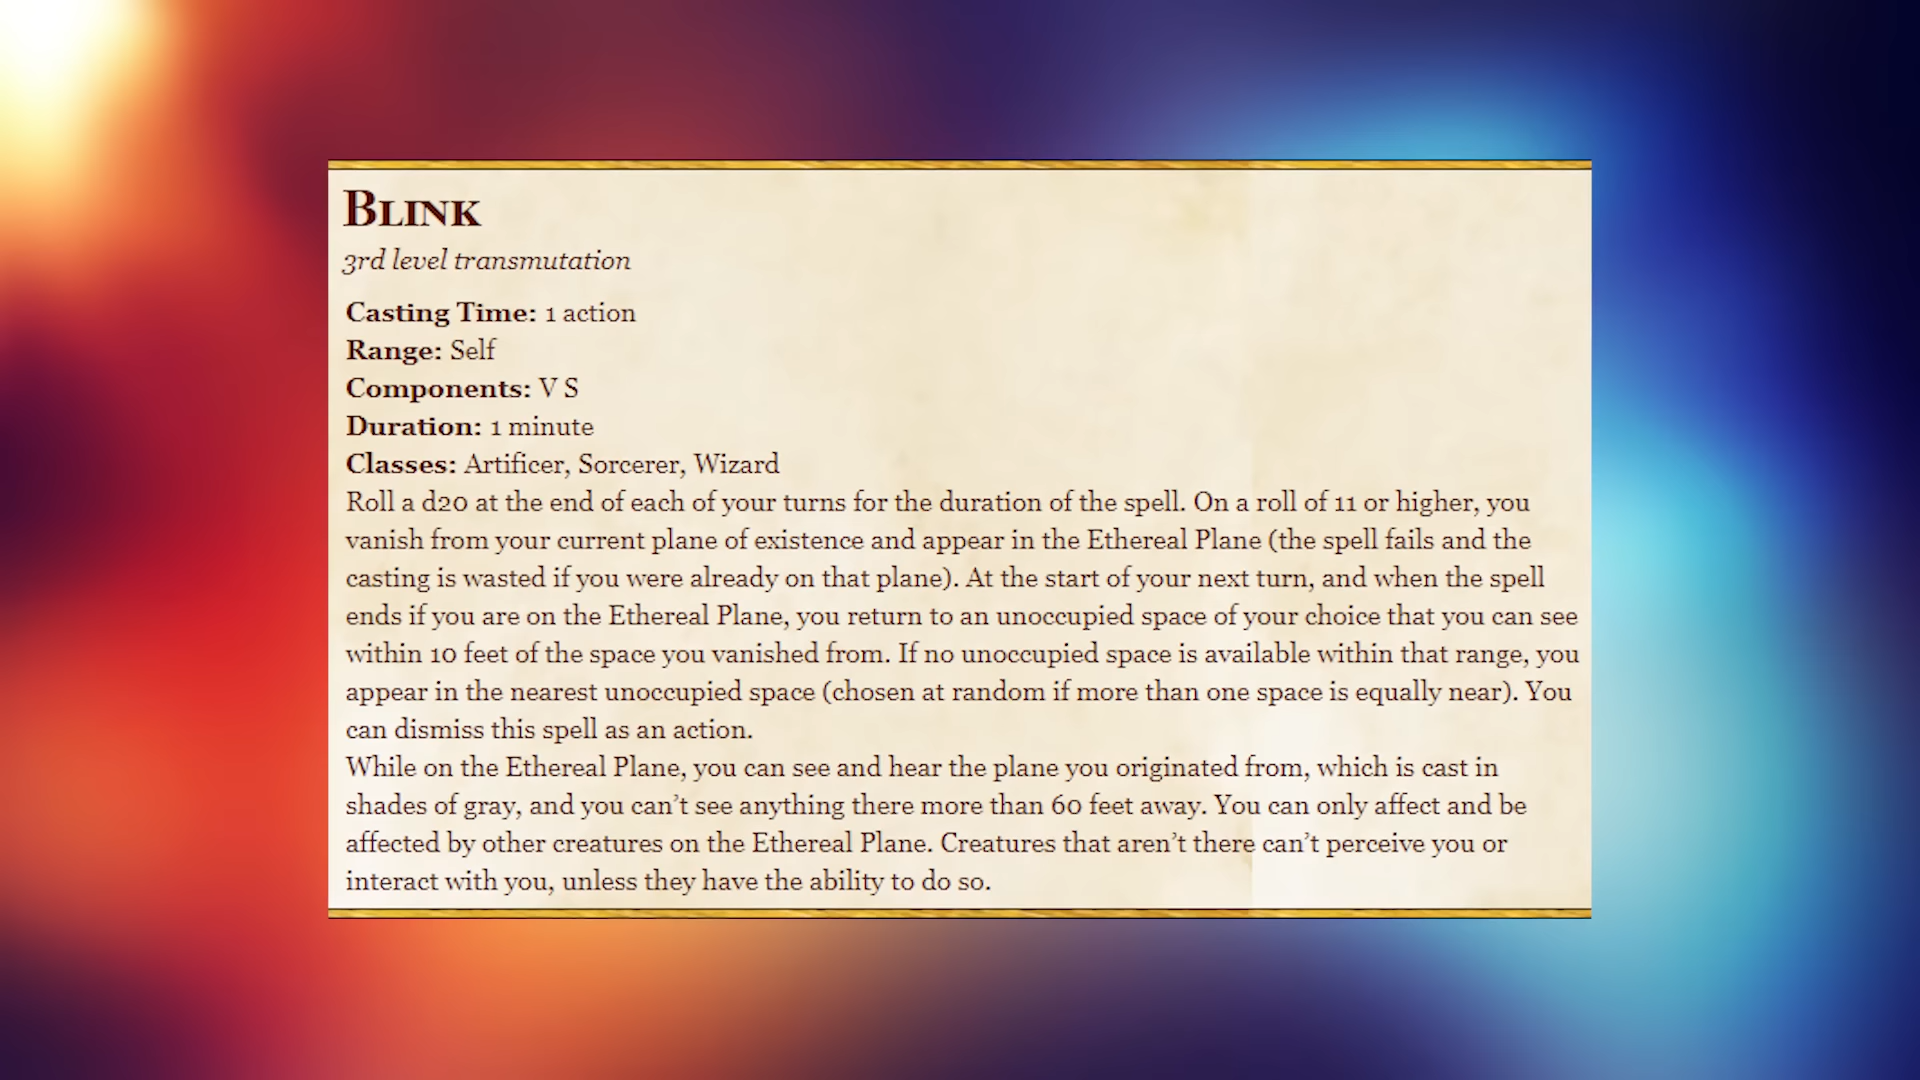 Blink
3rd level transmutation
Casting Time: 1 action
Range: Self
Components: V S
Duration: 1 minute
Classes: Artificer, Sorcerer, Wizard
Roll a d20 at the end of each of your turns for the duration of the spell. On a roll of 11 or higher, you
vanish from your current plane of existence and appear in the Ethereal Plane (the spell fails and the
casting is wasted if you were already on that plane). At the start of your next turn, and when the spell
ends if you are on the Ethereal Plane, you return to an unoccupied space of your choice that you can see
within 10 feet of the space you vanished from. If no unoccupied space is available within that range, you
appear in the nearest unoccupied space (chosen at random if more than one space is equally near). You
can dismiss this spell as an action.
While on the Ethereal Plane, you can see and hear the plane you originated from, which is cast in
shades of gray, and you can’t see anything there more than 60 feet away. You can only affect and be
affected by other creatures on the Ethereal Plane. Creatures that aren’t there can’t perceive you or
interact with you, unless they have the ability to do so.